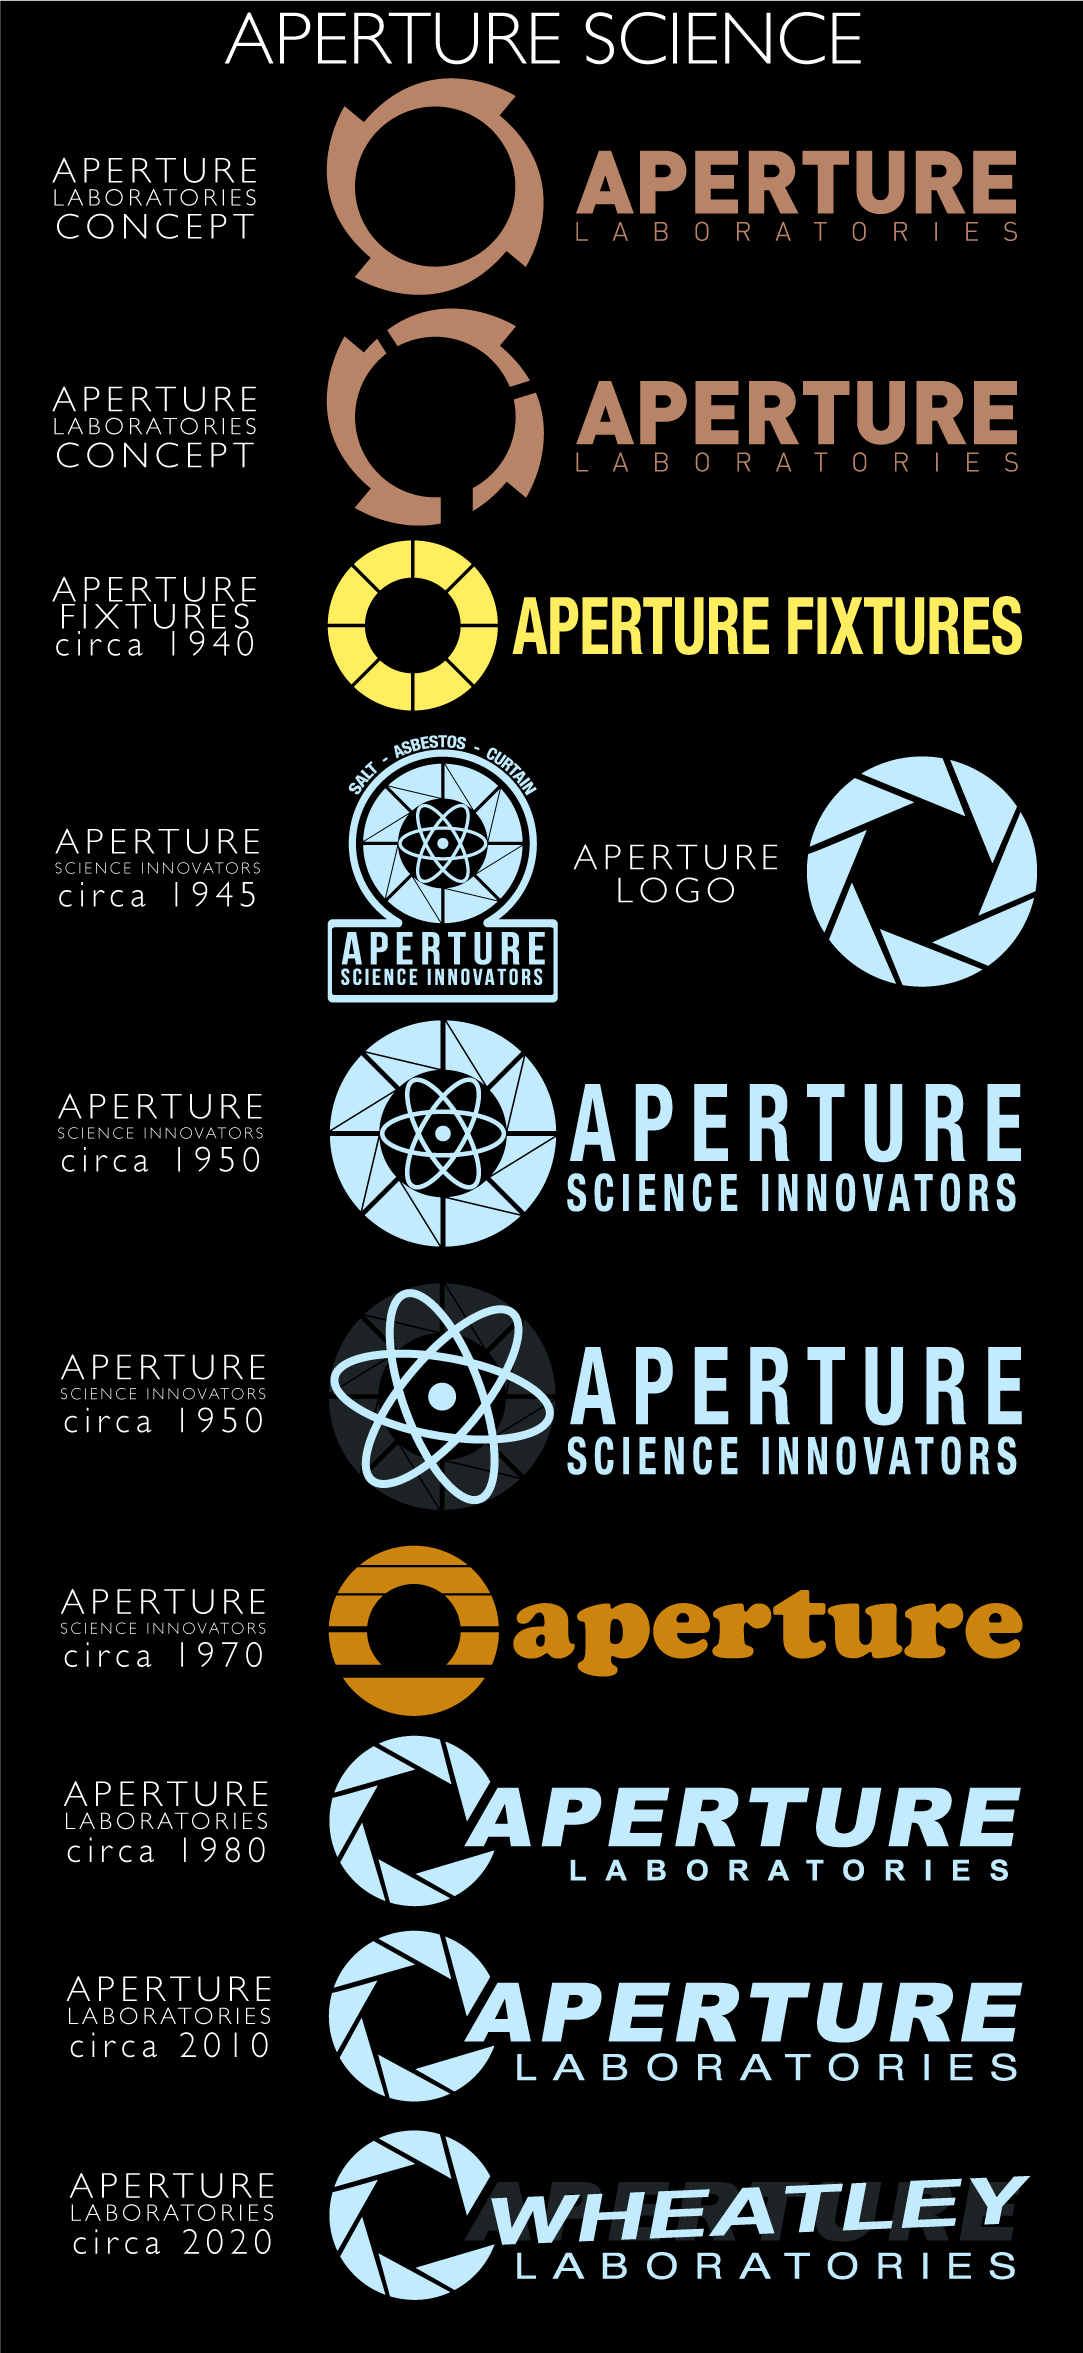 APERTURE SCIENCE
APERTURE
LABORATORIES
CONCEPT
APERTURE
LABORATORIES
APERTURE
LABORATORIES
CONCEPT
APERTURE
LABORATORIES
APERTURE
FIXTURES
circa 1940
APERTURE FIXTURES
APERTURE
SCIENCE INNOVATORS
circa 1945
SALT - ASBESTOS - CURTAIN
APERTURE
SCIENCE INNOVATORS
APERTURE
LOGO
APERTURE
SCIENCE INNOVATORS
circa 1950
APERTURE
SCIENCE INNOVATORS
APERTURE
SCIENCE INNOVATORS
circa 1950
APERTURE
SCIENCE INNOVATORS
APERTURE
SCIENCE INNOVATORS
circa 1970
aperture
APERTURE
LABORATORIES
circa 1980
APERTURE
LABORATORIES
APERTURE
LABORATORIES
circa 2010
APERTURE
LABORATORIES
APERTURE
LABORATORIES
circa 2020
APERTURE
WHEATLEY
LABORATORIES